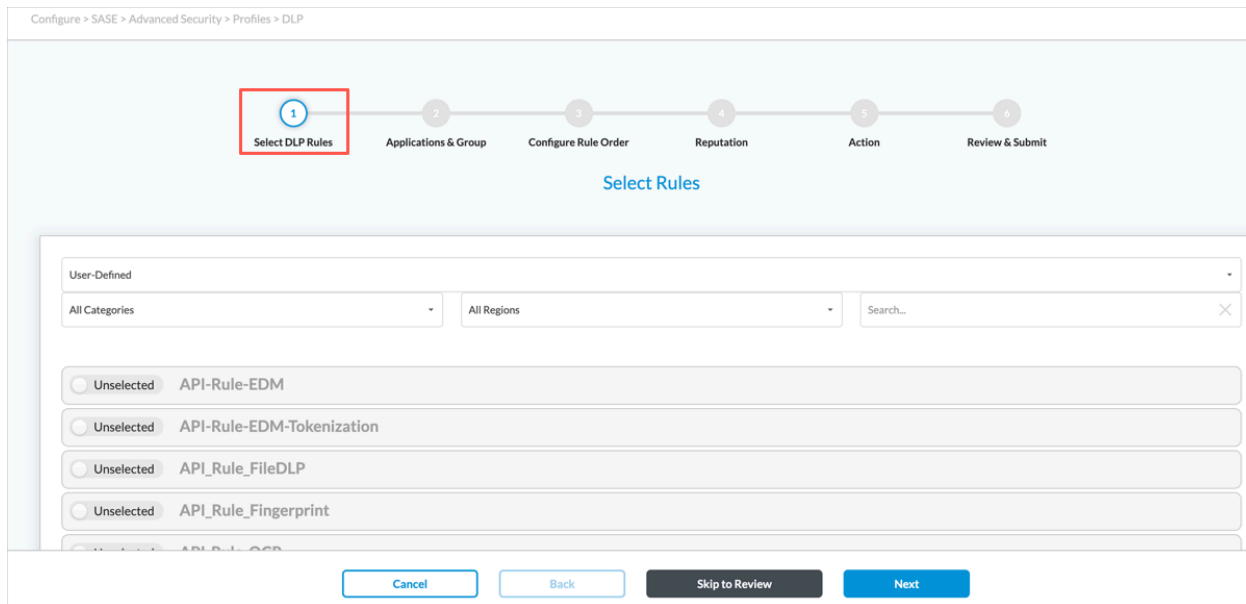 Configure > SASE > Advanced Security > Profiles > DLP
1 2 3 4 5 6
Select DLP Rules Applications & Group Configure Rule Order Reputation Action Review & Submit
Select Rules
User-Defined
All Categories All Regions Search...
Unselected API-Rule-EDM
Unselected API-Rule-EDM-Tokenization
Unselected API_Rule_FileDLP
Unselected API_Rule_Fingerprint
Cancel Back Skip to Review Next